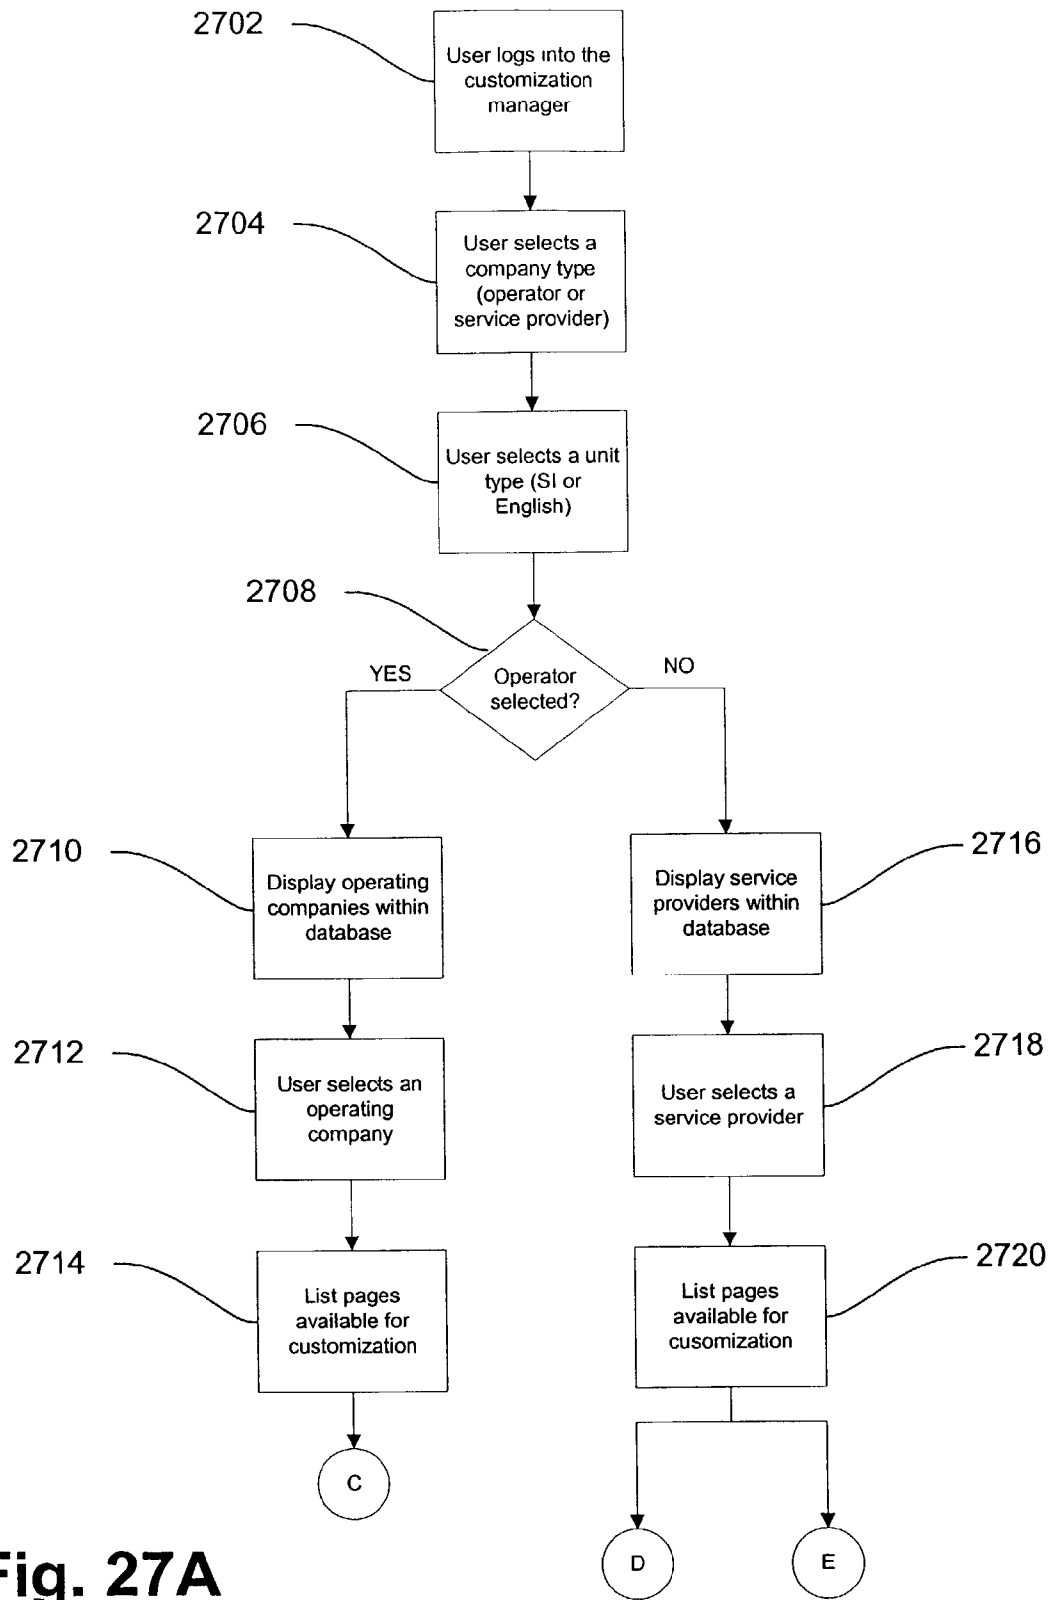 2702
User logs into the
customization
manager
2704
User selects a
company type
(operator or
service provider)
2706
User selects a unit
type (SI or
English)
2708
YES
Operator
selected?
NO
2710
Display operating
companies within
database
2716
Display service
providers within
database
2712
User selects an
operating
company
2718
User selects a
service provider
2714
List pages
available for
customization
2720
List pages
available for
cusomization
C
D
E
Fig. 27A